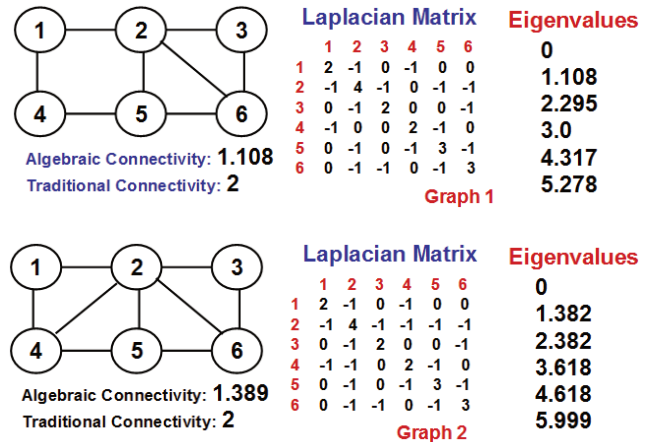 Laplacian Matrix
Eigenvalues
1 2 3
4 5 6
1 2 3 4 5 6
1 2 -1 0 -1 0 0
2 -1 4 -1 0 -1 -1
3 0 -1 2 0 0 -1
4 -1 0 0 2 -1 0
5 0 -1 0 -1 3 -1
6 0 -1 -1 0 -1 3
0
1.108
2.295
3.0
4.317
5.278
Algebraic Connectivity: 1.108
Traditional Connectivity: 2
Graph 1
Laplacian Matrix
Eigenvalues
1 2 3
4 5 6
1 2 3 4 5 6
1 2 -1 0 -1 0 0
2 -1 4 -1 -1 -1 -1
3 0 -1 2 0 0 -1
4 -1 -1 0 2 -1 0
5 0 -1 0 -1 3 -1
6 0 -1 -1 0 -1 3
0
1.382
2.382
3.618
4.618
5.999
Algebraic Connectivity: 1.389
Traditional Connectivity: 2
Graph 2